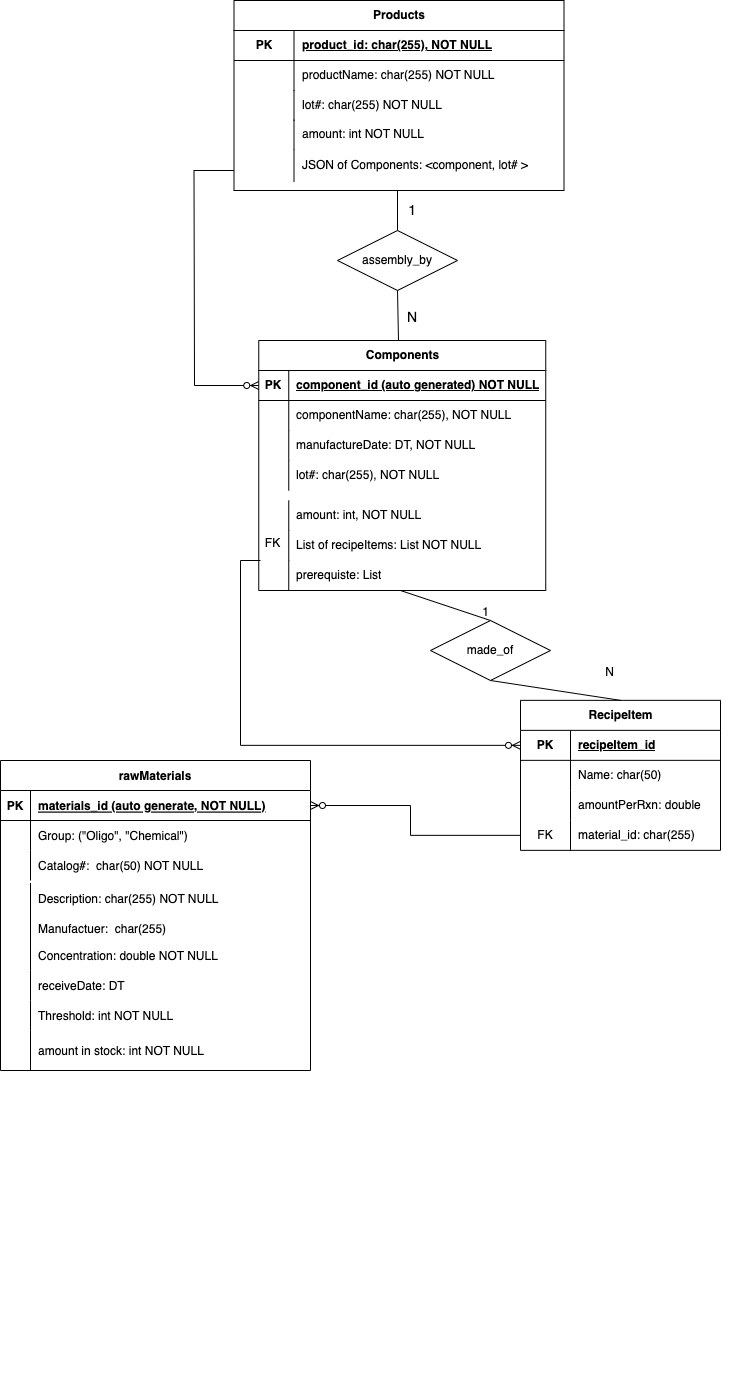 Products
PK product_id: char(255), NOT NULL
productName: char(255) NOT NULL
lot#: char(255) NOT NULL
amount: int NOT NULL
JSON of Components: <component, lot# >
1
assembly_by
N
Components
PK component_id (auto generated) NOT NULL
componentName: char(255), NOT NULL
manufactureDate: DT, NOT NULL
lot#: char(255), NOT NULL
amount: int, NOT NULL
FK List of recipeItems: List NOT NULL
prerequiste: List
1
made_of
N
RecipeItem
PK recipeItem_id
Name: char(50)
amountPerRxn: double
FK material_id: char(255)
rawMaterials
PK materials_id (auto generate, NOT NULL)
Group: ("Oligo", "Chemical")
Catalog#: char(50) NOT NULL
Description: char(255) NOT NULL
Manufactuer: char(255)
Concentration: double NOT NULL
receiveDate: DT
Threshold: int NOT NULL
amount in stock: int NOT NULL